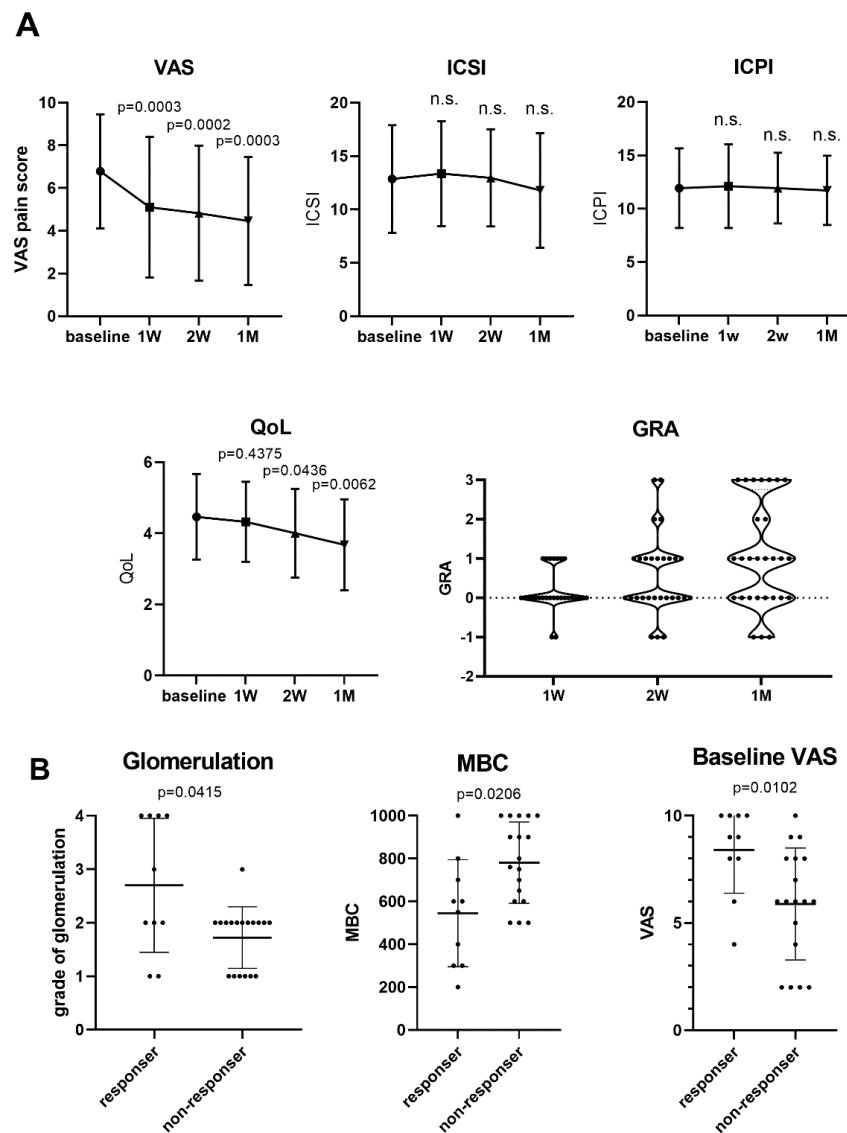 A
VAS
VAS pain score
10
8
6
4
2
0
p=0.0003
p=0.0002
p=0.0003
baseline 1W 2W 1M
ICSI
ICSI
20
15
10
5
0
n.s. n.s. n.s.
baseline 1W 2W 1M
ICPI
ICPI
20
15
10
5
0
n.s.
n.s. n.s.
baseline 1w 2w 1M
QoL
QoL
6
4
2
0
p=0.4375
p=0.0436
p=0.0062
baseline 1W 2W 1M
GRA
GRA
3
2
1
0
-1
-2
1W 2W 1M
B
Glomerulation
p=0.0415
grade of glomerulation
4
3
2
1
0
responser
non-responser
MBC
p=0.0206
MBC
1000
800
600
400
200
0
responser
non-responser
Baseline VAS
p=0.0102
VAS
10
5
0
responser
non-responser